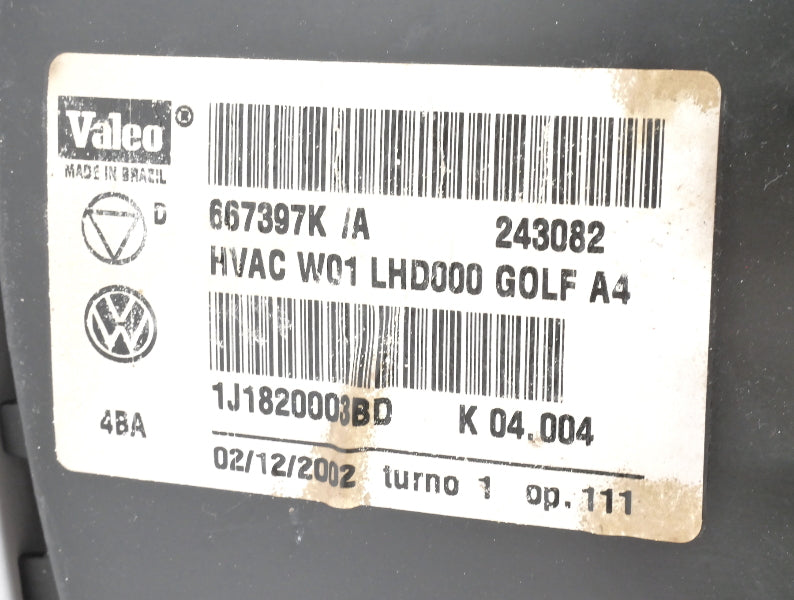 Valeo ®
MADE IN BRAZIL
D
667397K /A 243082
HVAC W01 LHD000 GOLF A4
VW
1J1820003BD K 04.004
4BA
02/12/2002 turno 1 op.111